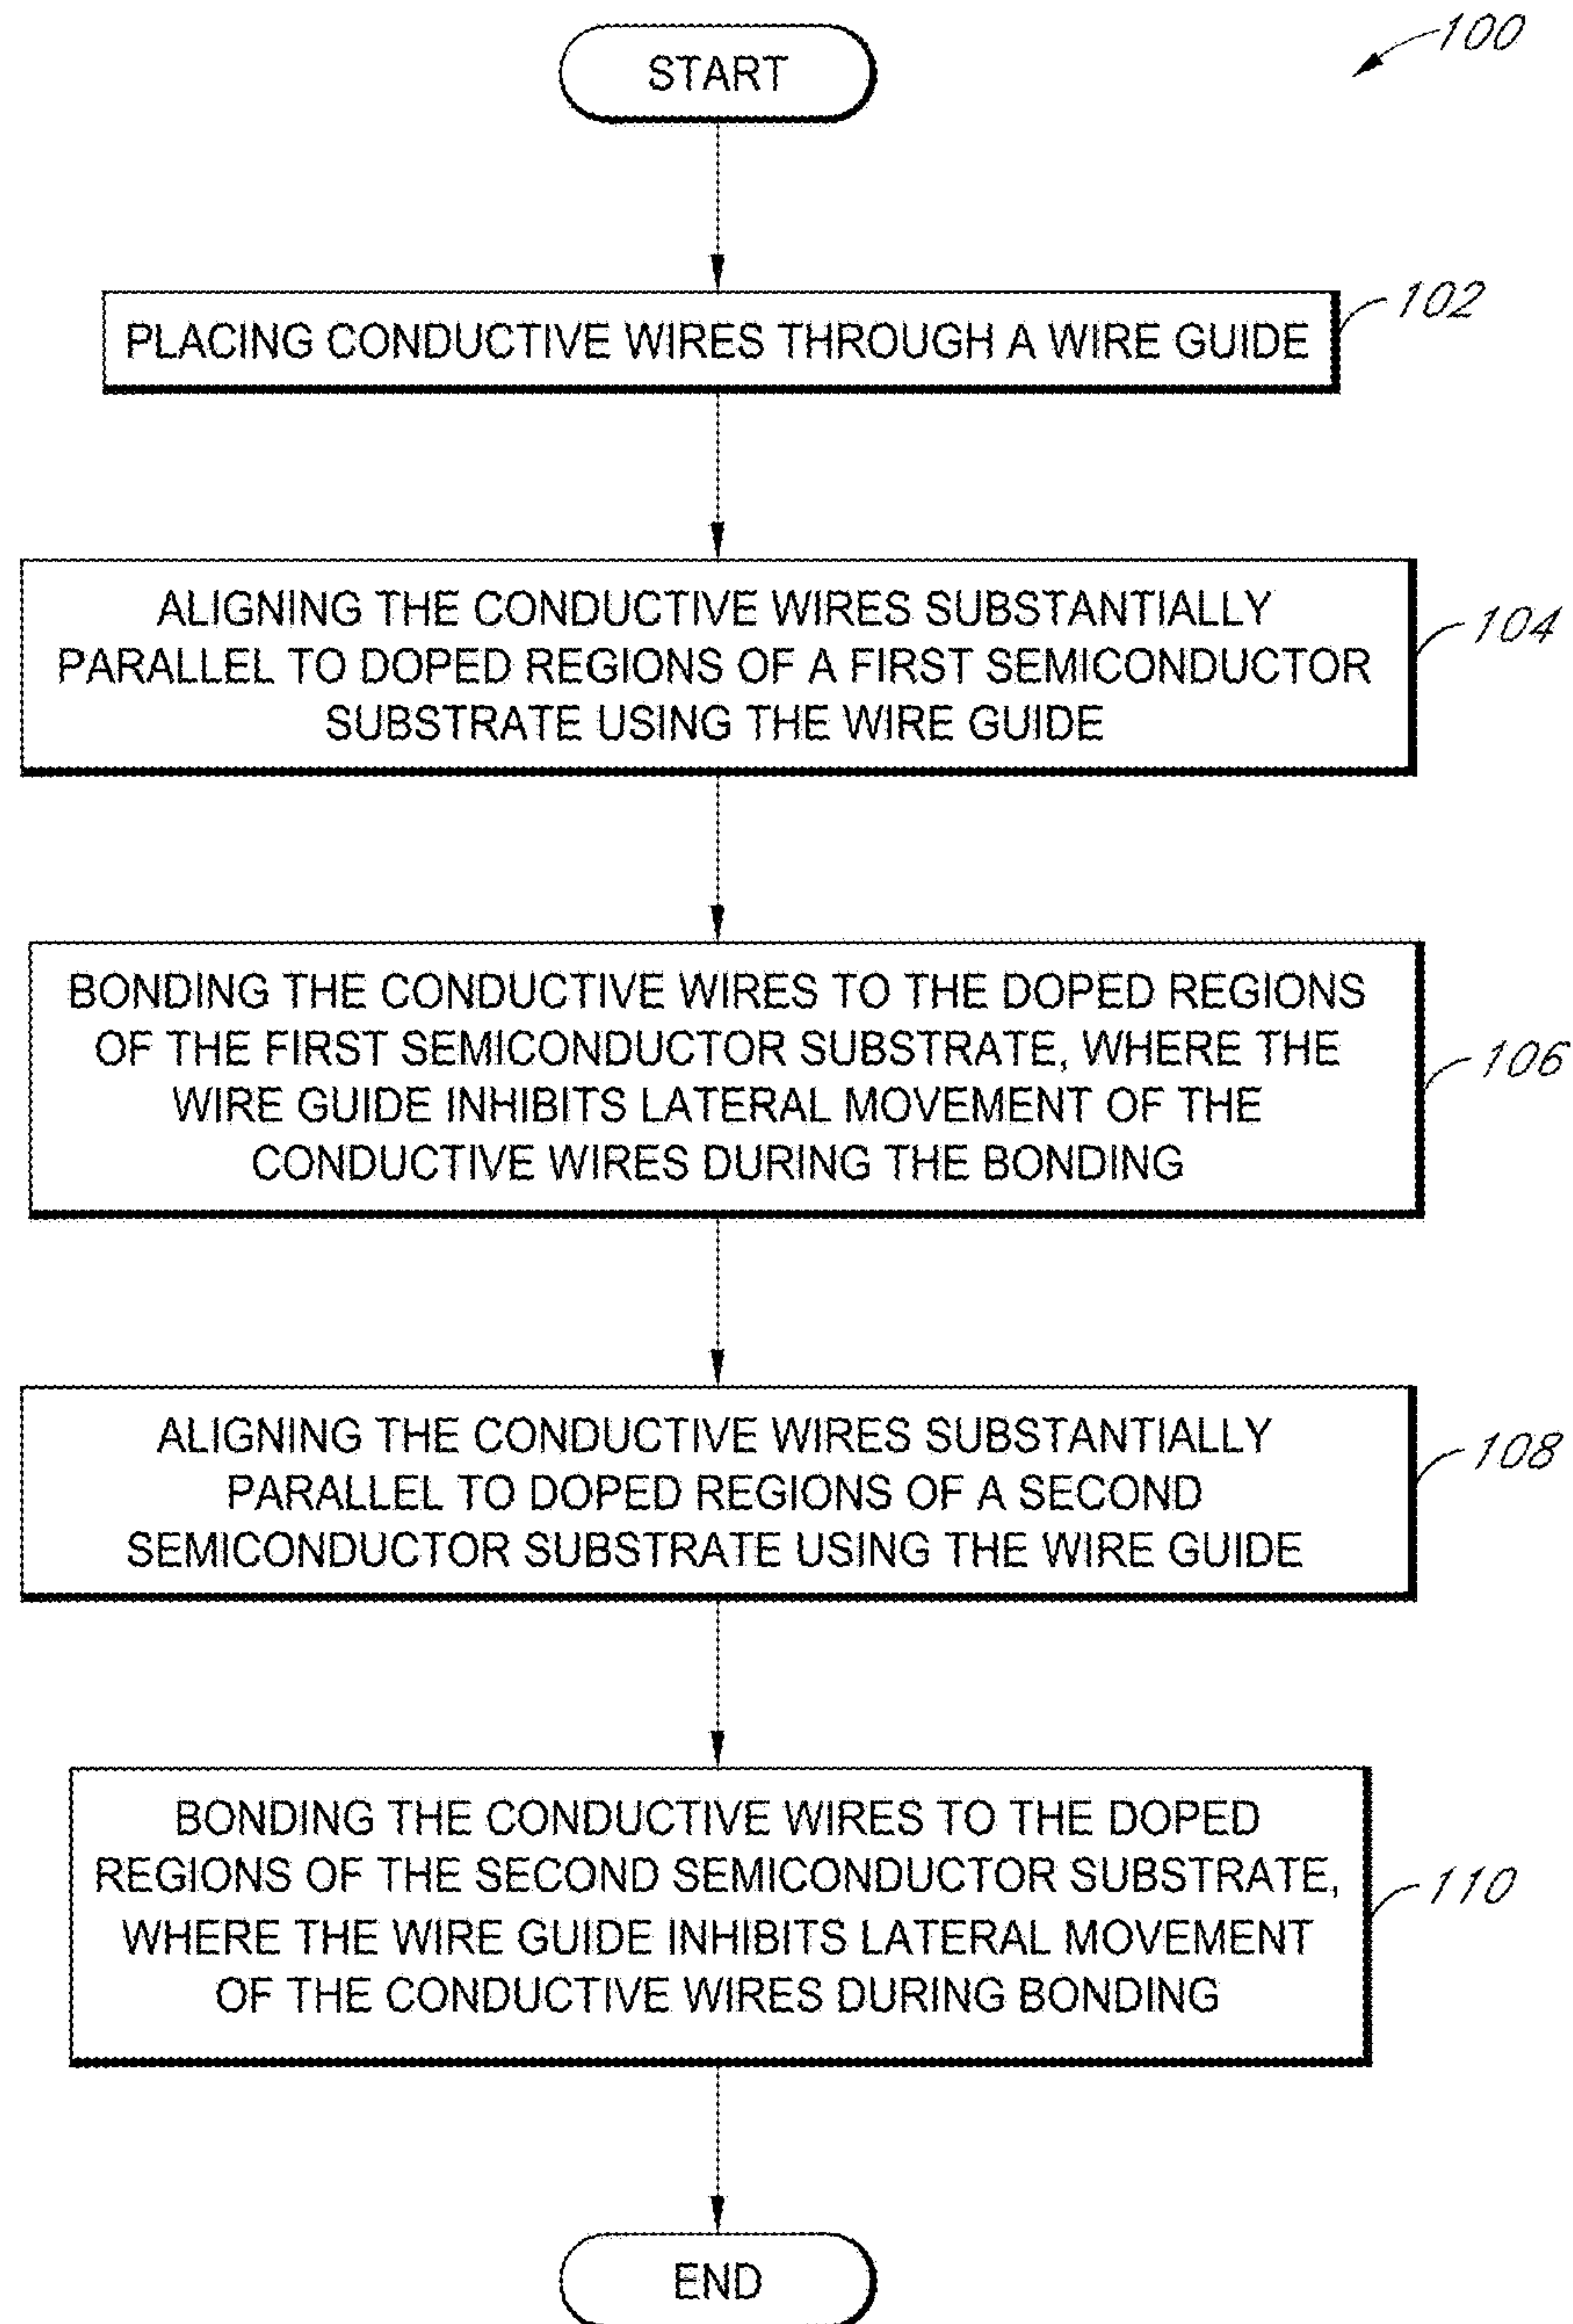 100
START
102
PLACING CONDUCTIVE WIRES THROUGH A WIRE GUIDE
104
ALIGNING THE CONDUCTIVE WIRES SUBSTANTIALLY
PARALLEL TO DOPED REGIONS OF A FIRST SEMICONDUCTOR
SUBSTRATE USING THE WIRE GUIDE
106
BONDING THE CONDUCTIVE WIRES TO THE DOPED REGIONS
OF THE FIRST SEMICONDUCTOR SUBSTRATE, WHERE THE
WIRE GUIDE INHIBITS LATERAL MOVEMENT OF THE
CONDUCTIVE WIRES DURING THE BONDING
108
ALIGNING THE CONDUCTIVE WIRES SUBSTANTIALLY
PARALLEL TO DOPED REGIONS OF A SECOND
SEMICONDUCTOR SUBSTRATE USING THE WIRE GUIDE
110
BONDING THE CONDUCTIVE WIRES TO THE DOPED
REGIONS OF THE SECOND SEMICONDUCTOR SUBSTRATE,
WHERE THE WIRE GUIDE INHIBITS LATERAL MOVEMENT
OF THE CONDUCTIVE WIRES DURING BONDING
END